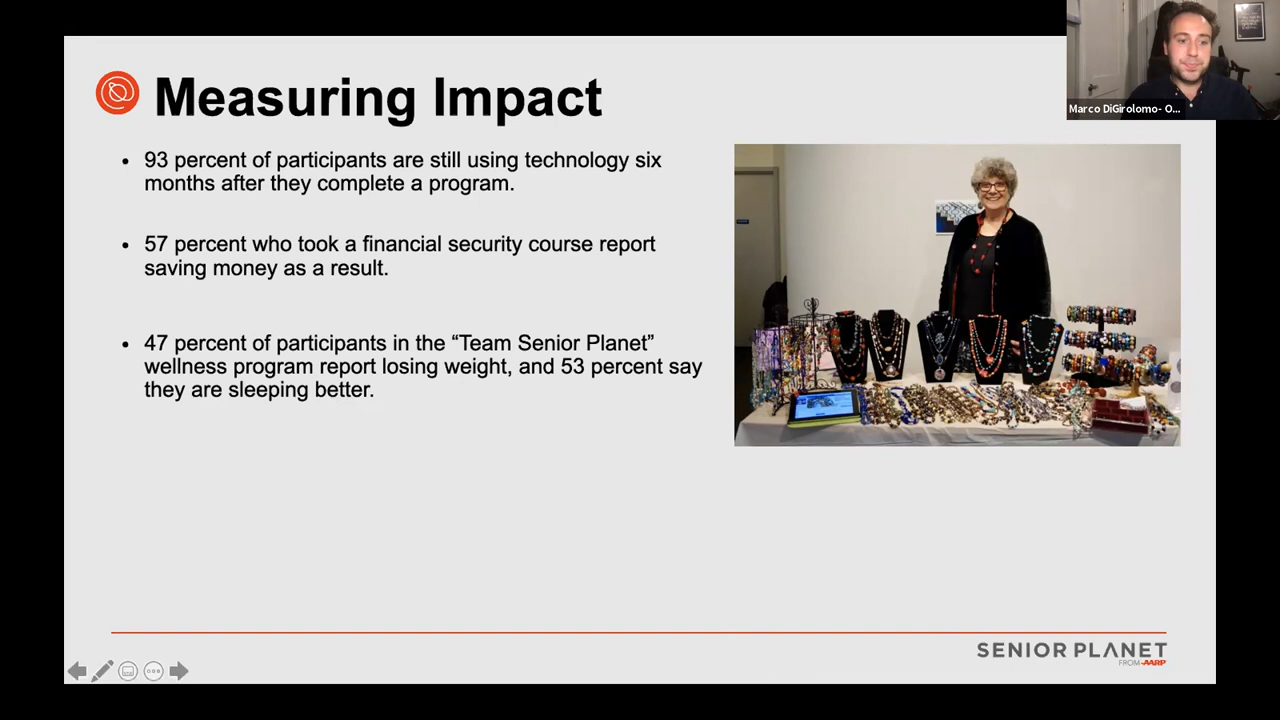 Measuring Impact
• 93 percent of participants are still using technology six
months after they complete a program.
• 57 percent who took a financial security course report
saving money as a result.
• 47 percent of participants in the “Team Senior Planet”
wellness program report losing weight, and 53 percent say
they are sleeping better.
Marco DiGirolomo- O...
SENIOR PLANET
FROM AARP